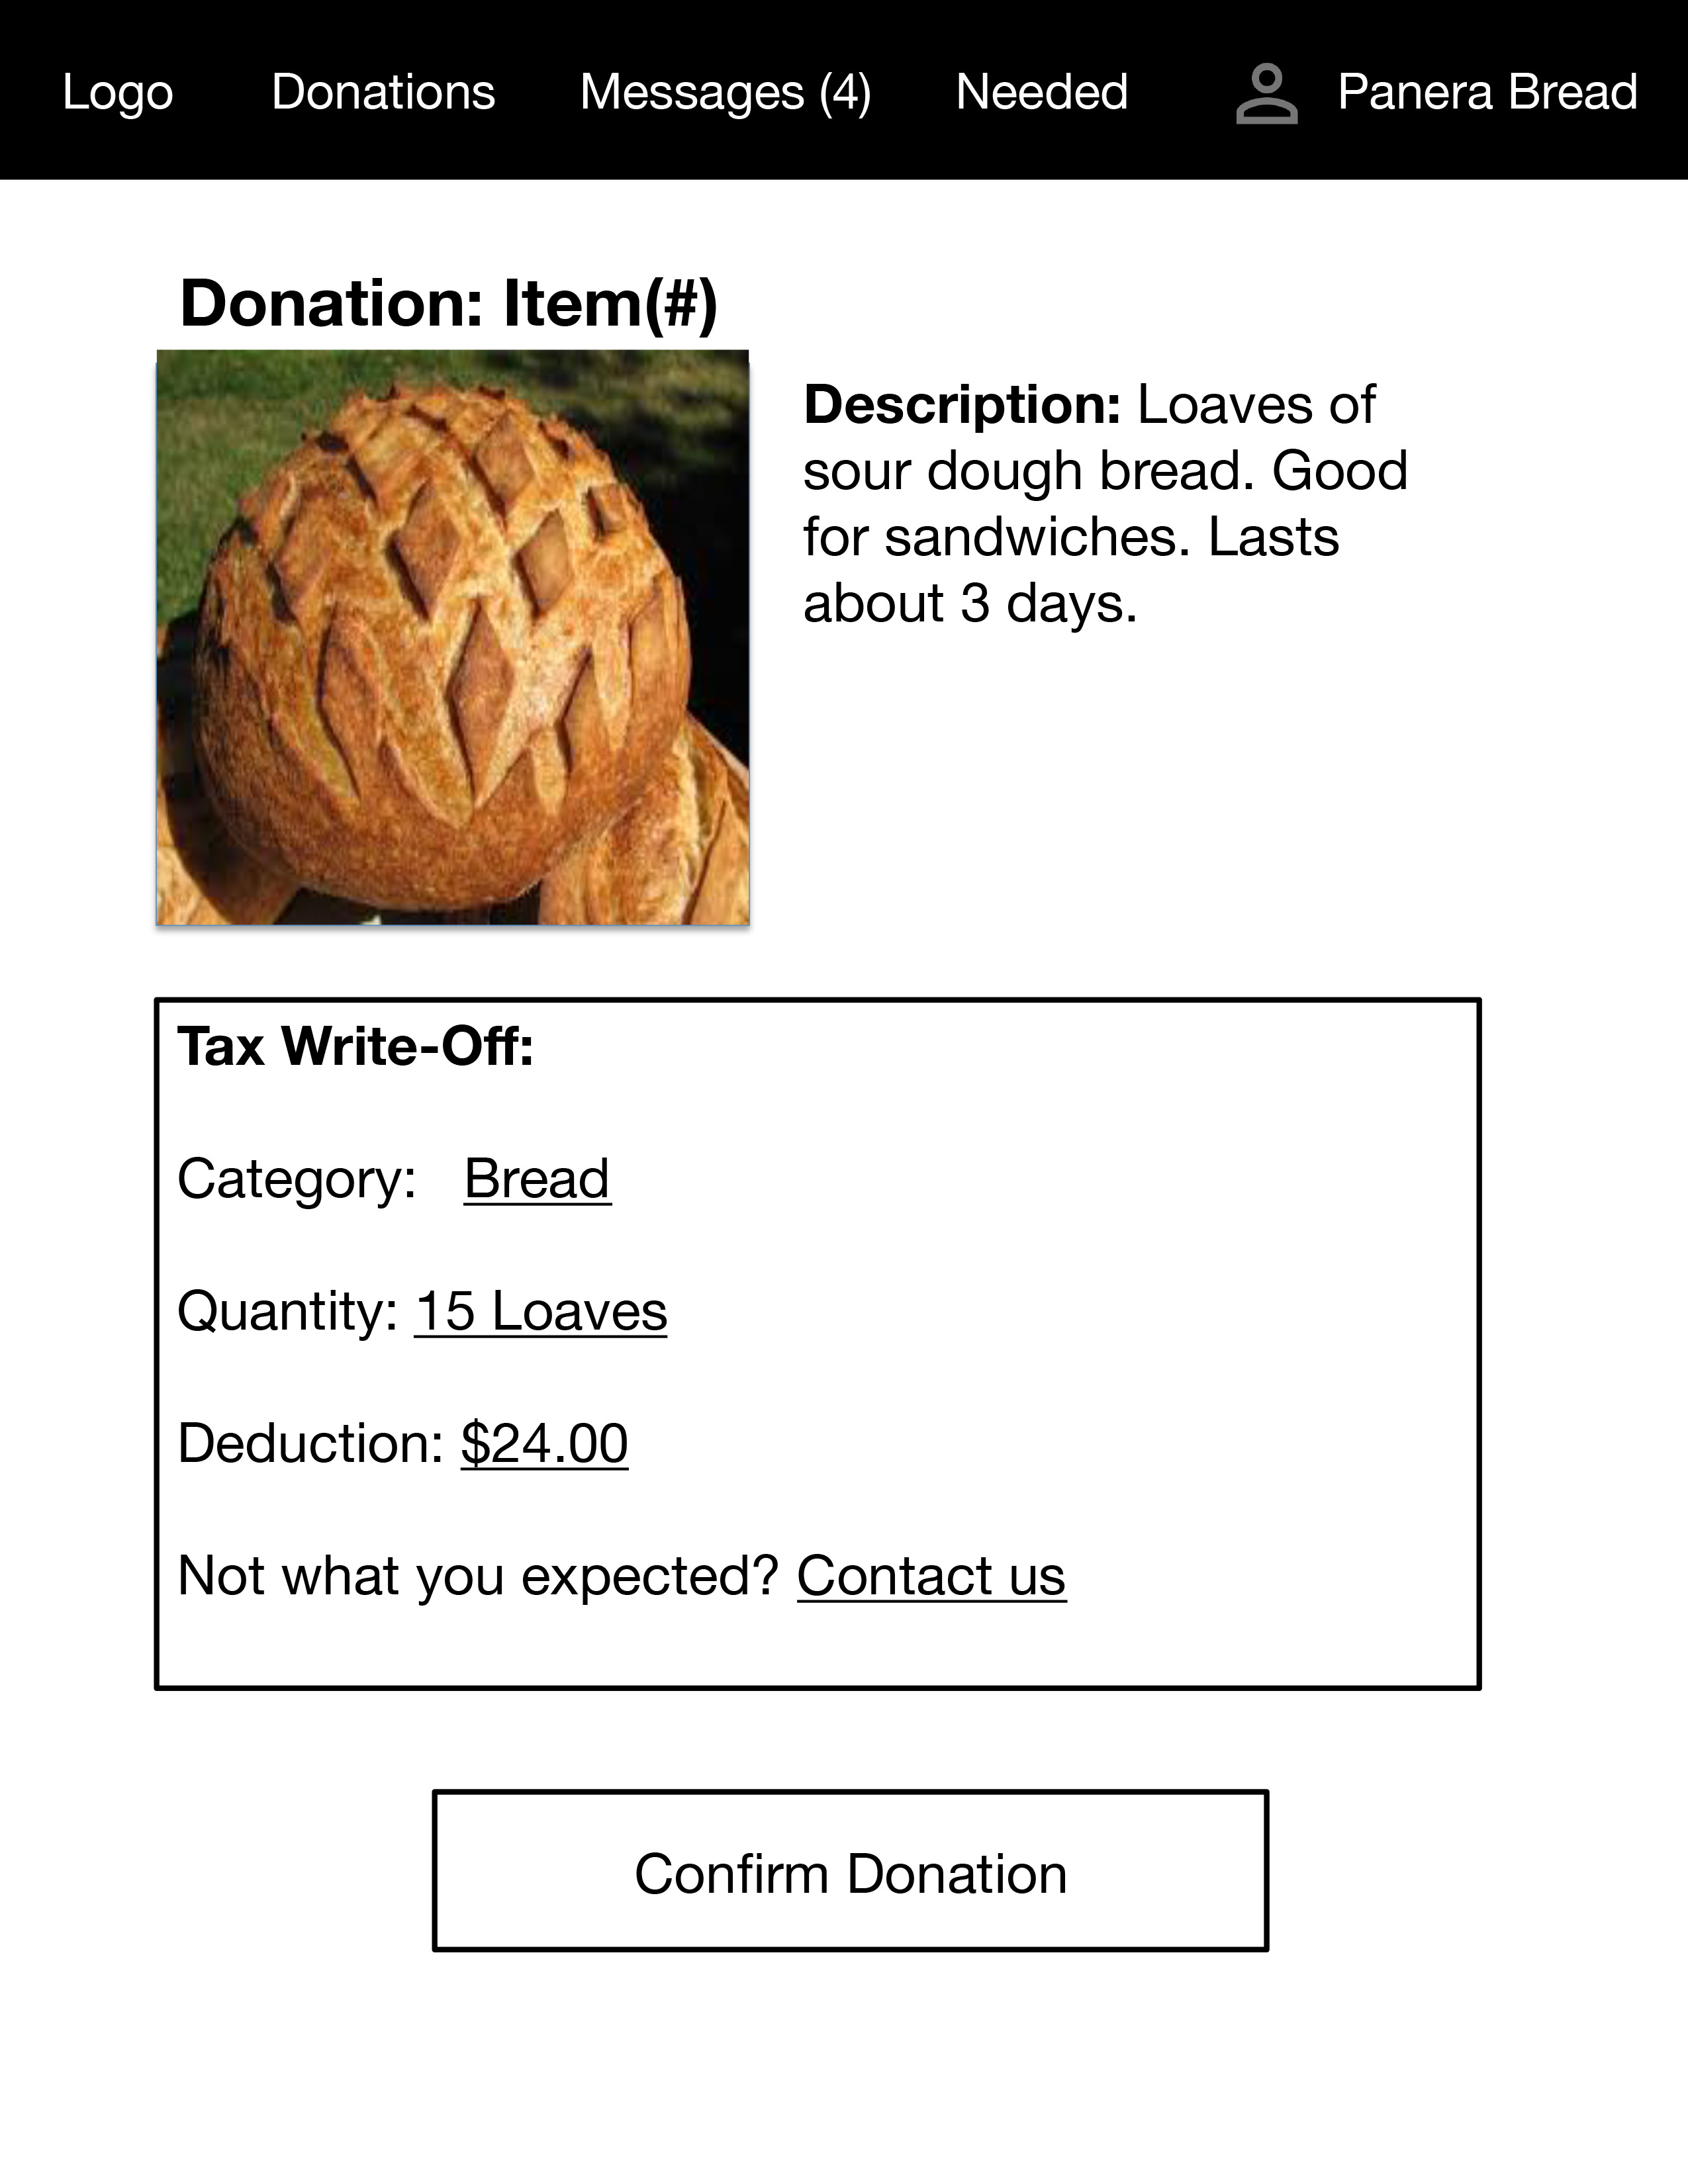 Logo Donations Messages (4) Needed Panera Bread
Donation: Item(#)
Description: Loaves of
sour dough bread. Good
for sandwiches. Lasts
about 3 days.
Tax Write-Off:
Category: Bread
Quantity: 15 Loaves
Deduction: $24.00
Not what you expected? Contact us
Confirm Donation